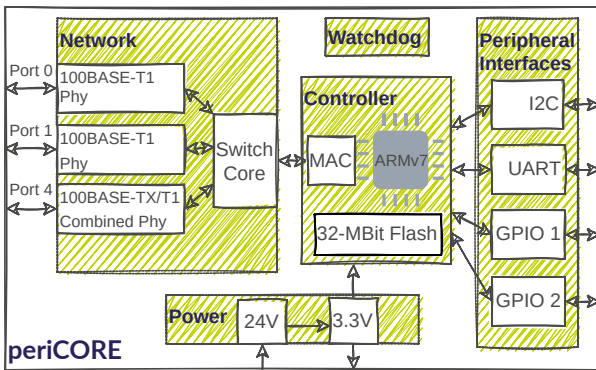 Network
Watchdog
Peripheral
Interfaces
Port 0
100BASE-T1
Phy
Port 1
100BASE-T1
Phy
Port 4
100BASE-TX/T1
Combined Phy
Switch
Core
Controller
MAC
ARMv7
32-MBit Flash
I2C
UART
GPIO 1
GPIO 2
Power
24V
3.3V
periCORE